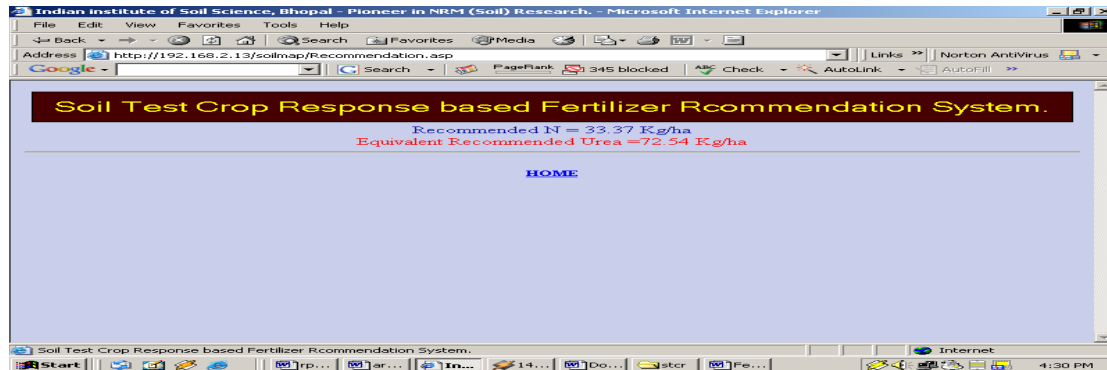 Indian institute of Soil Science, Bhopal - Pioneer in NRM (Soil) Research. - Microsoft Internet Explorer
File Edit View Favorites Tools Help
Back Search Favorites Media
Address http://192.168.2.13/soilmap/Recommendation.asp Links » Norton AntiVirus
Google Search PageRank 345 blocked ABC Check AutoLink AutoFill »
Soil Test Crop Response based Fertilizer Rcommendation System.
Recommended N = 33.37 Kg/ha
Equivalent Recommended Urea =72.54 Kg/ha
HOME
Soil Test Crop Response based Fertilizer Rcommendation System. Internet
Start rp... ar... In... 14... Do... stcr Fe... 4:30 PM